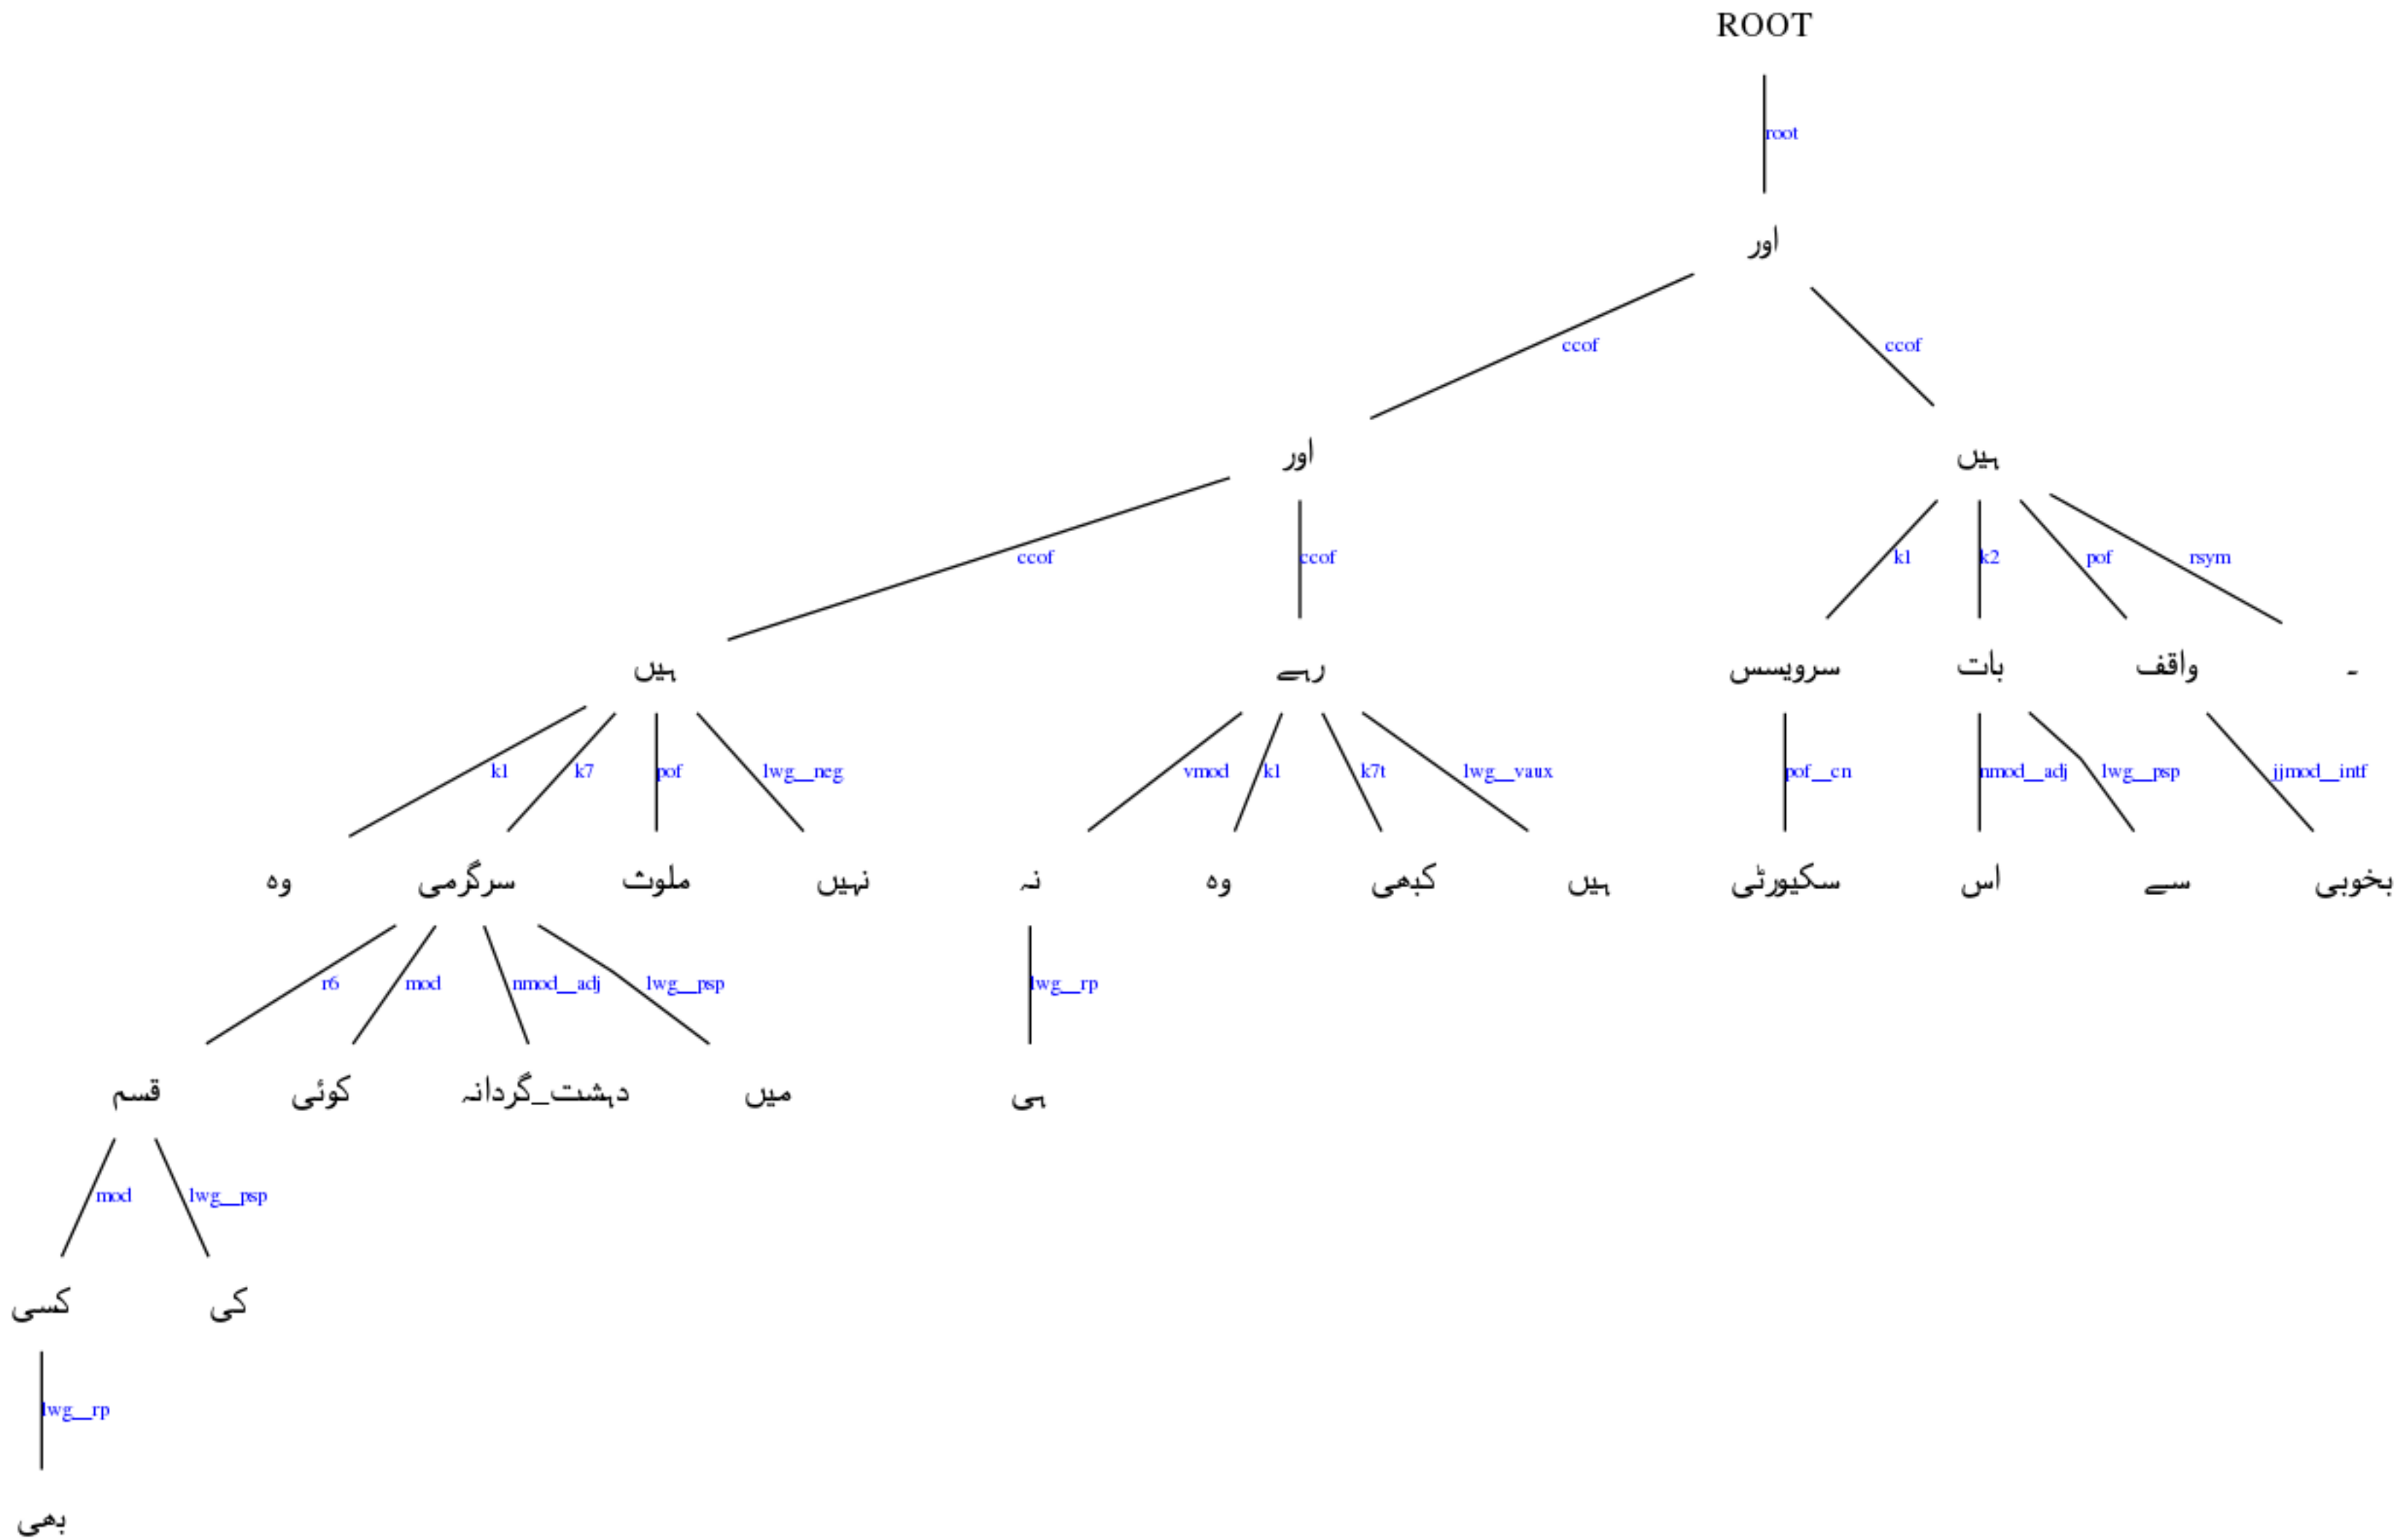 ROOT
root
اور
ccof ccof
اور ہیں
ccof ccof k1 k2 pof rsym
ہیں رہے سرویسس بات واقف ۔
k1 k7 pof lwg__neg vmod k1 k7t lwg__vaux pof__cn nmod__adj lwg__psp jjmod__intf
وہ سرگرمی ملوث نہیں نہ وہ کبھی ہیں سکیورٹی اس سے بخوبی
r6 mod nmod__adj lwg__psp lwg__rp
قسم کوئی دہشت_گردانہ میں ہی
mod lwg__psp
کسی کی
lwg__rp
بھی